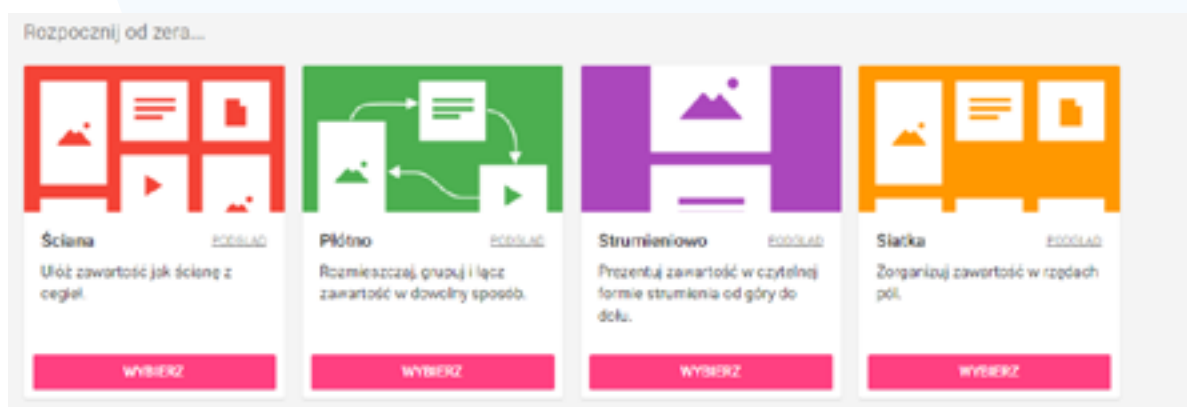 Rozpocznij od zera...
Ściana PODGLĄD
Ułóż zawartość jak ścianę z
cegieł.
WYBIERZ
Płótno PODGLĄD
Rozmieszczaj, grupuj i łącz
zawartość w dowolny sposób.
WYBIERZ
Strumieniowo PODGLĄD
Prezentuj zawartość w czytelnej
formie strumienia od góry do
dołu.
WYBIERZ
Siatka PODGLĄD
Zorganizuj zawartość w rzędach
pól.
WYBIERZ